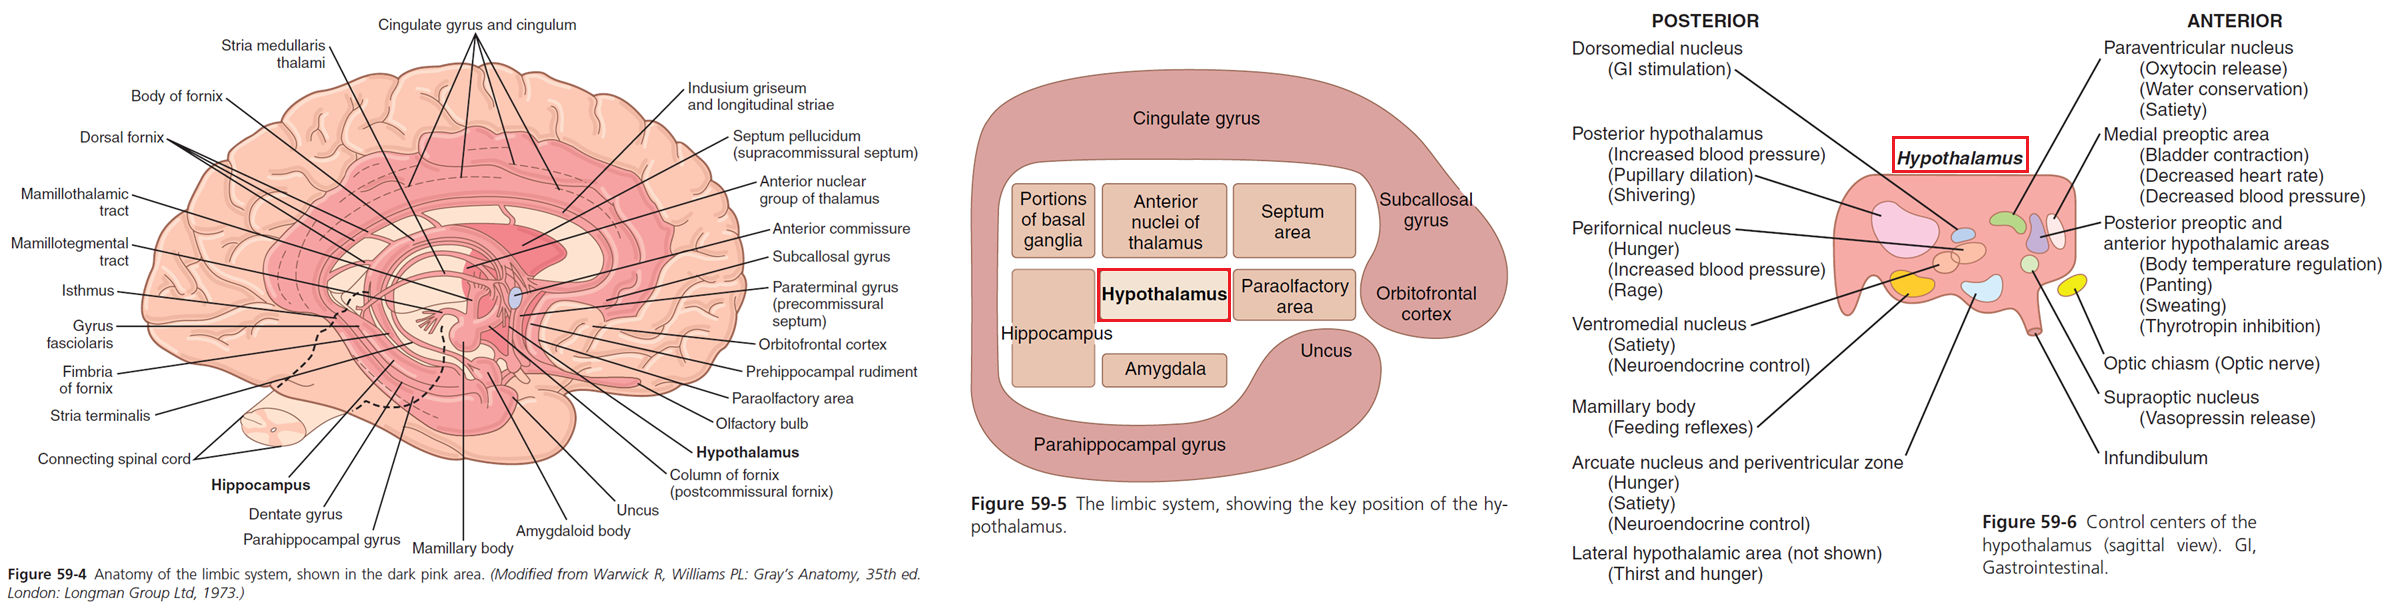 Cingulate gyrus and cingulum
Stria medullaris
thalami
Body of fornix
Dorsal fornix
Mamillothalamic
tract
Mamillotegmental
tract
Isthmus
Gyrus
fasciolaris
Fimbria
of fornix
Stria terminalis
Connecting spinal cord
Hippocampus
Dentate gyrus
Parahippocampal gyrus
Mamillary body
Amygdaloid body
Uncus
Column of fornix
(postcommissural fornix)
Hypothalamus
Olfactory bulb
Paraolfactory area
Prehippocampal rudiment
Orbitofrontal cortex
Paraterminal gyrus
(precommissural
septum)
Subcallosal gyrus
Anterior commissure
Anterior nuclear
group of thalamus
Septum pellucidum
(supracommissural septum)
Indusium griseum
and longitudinal striae
Figure 59-4 Anatomy of the limbic system, shown in the dark pink area. (Modified from Warwick R, Williams PL: Gray's Anatomy, 35th ed.
London: Longman Group Ltd, 1973.)
Cingulate gyrus
Portions
of basal
ganglia
Anterior
nuclei of
thalamus
Septum
area
Subcallosal
gyrus
Hippocampus
Hypothalamus
Paraolfactory
area
Orbitofrontal
cortex
Amygdala
Uncus
Parahippocampal gyrus
Figure 59-5 The limbic system, showing the key position of the hy-
pothalamus.
POSTERIOR
Dorsomedial nucleus
(GI stimulation)
Posterior hypothalamus
(Increased blood pressure)
(Pupillary dilation)
(Shivering)
Perifornical nucleus
(Hunger)
(Increased blood pressure)
(Rage)
Ventromedial nucleus
(Satiety)
(Neuroendocrine control)
Mamillary body
(Feeding reflexes)
Arcuate nucleus and periventricular zone
(Hunger)
(Satiety)
(Neuroendocrine control)
Lateral hypothalamic area (not shown)
(Thirst and hunger)
Hypothalamus
ANTERIOR
Paraventricular nucleus
(Oxytocin release)
(Water conservation)
(Satiety)
Medial preoptic area
(Bladder contraction)
(Decreased heart rate)
(Decreased blood pressure)
Posterior preoptic and
anterior hypothalamic areas
(Body temperature regulation)
(Panting)
(Sweating)
(Thyrotropin inhibition)
Optic chiasm (Optic nerve)
Supraoptic nucleus
(Vasopressin release)
Infundibulum
Figure 59-6 Control centers of the
hypothalamus (sagittal view). GI,
Gastrointestinal.